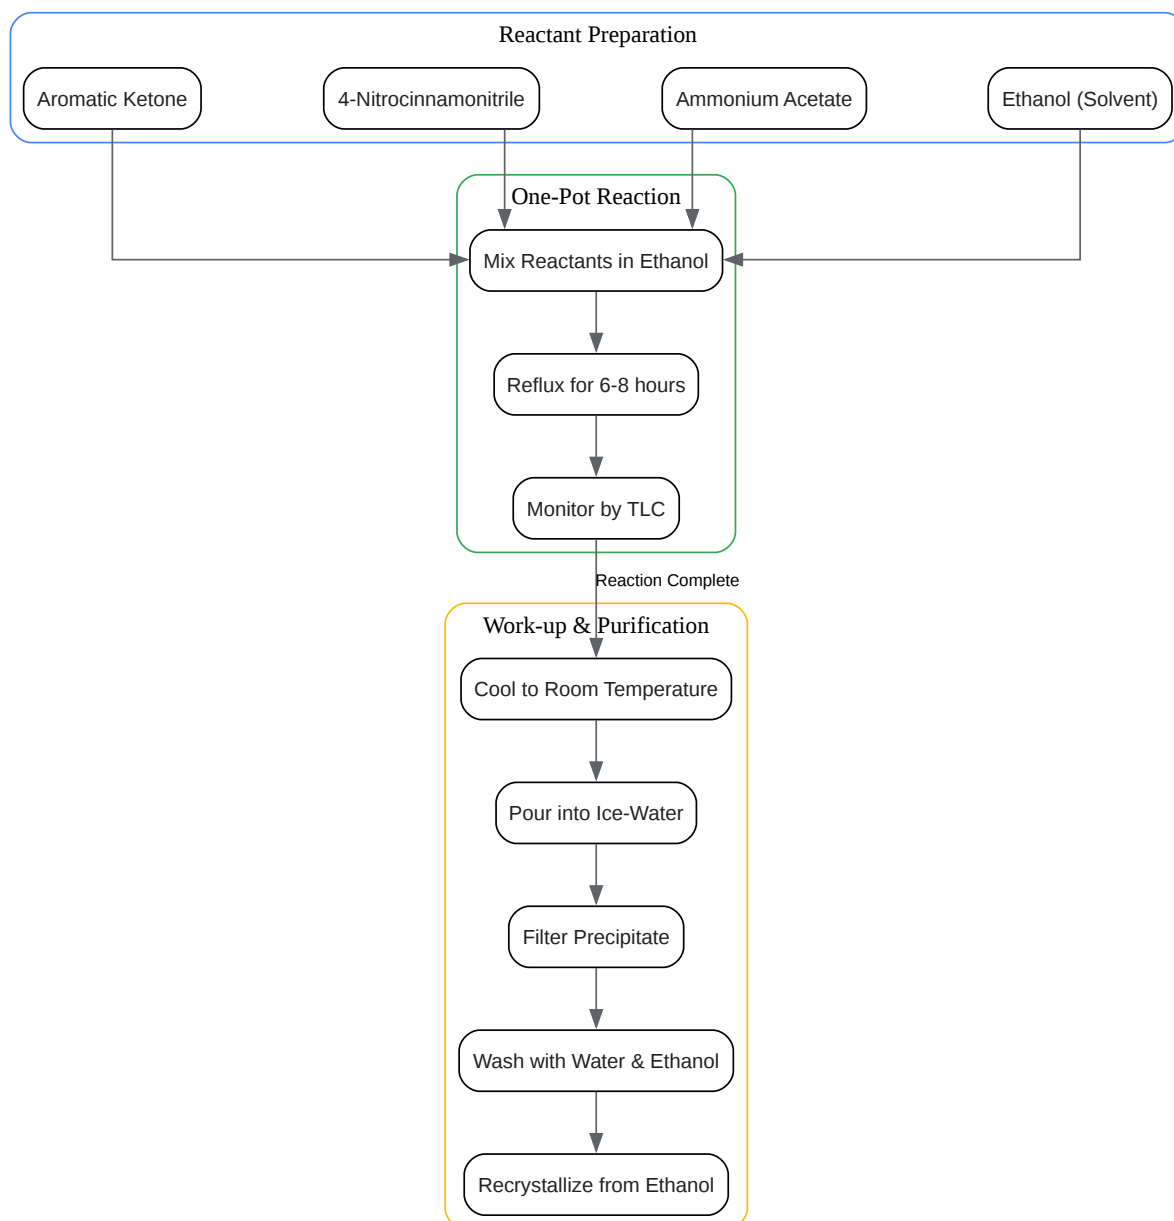 Reactant Preparation
Aromatic Ketone
4-Nitrocinnamonitrile
Ammonium Acetate
Ethanol (Solvent)
One-Pot Reaction
Mix Reactants in Ethanol
Reflux for 6-8 hours
Monitor by TLC
Reaction Complete
Work-up & Purification
Cool to Room Temperature
Pour into Ice-Water
Filter Precipitate
Wash with Water & Ethanol
Recrystallize from Ethanol